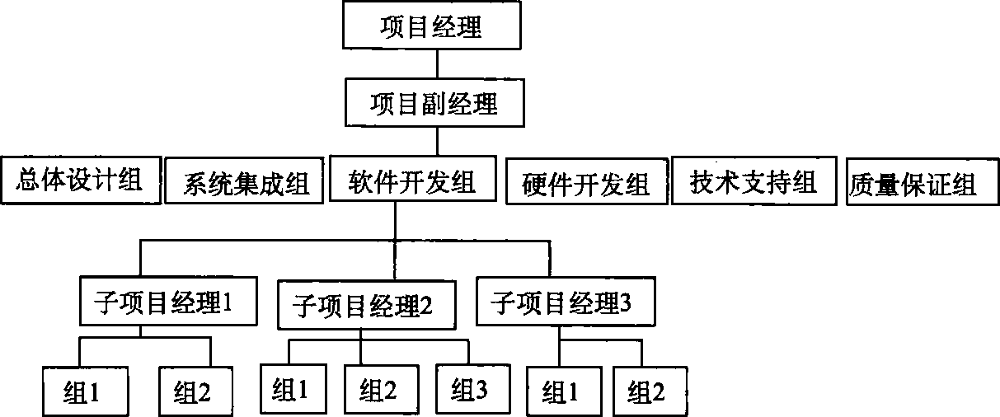 项目经理
项目副经理
总体设计组
系统集成组
软件开发组
硬件开发组
技术支持组
质量保证组
子项目经理1
子项目经理2
子项目经理3
组1
组2
组1
组2
组3
组1
组2